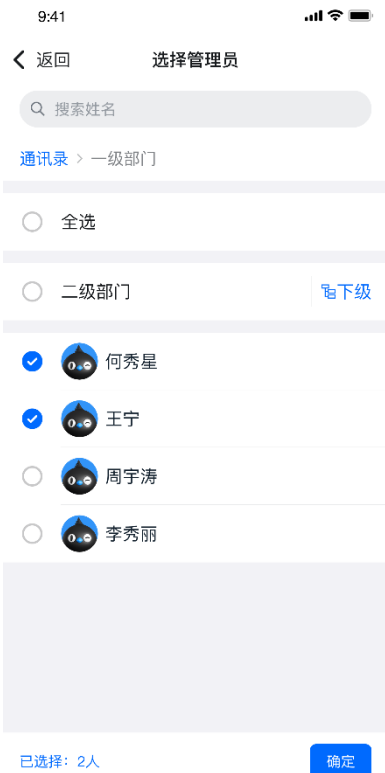 9:41
返回 选择管理员
搜索姓名
通讯录 > 一级部门
全选
二级部门 下级
何秀星
王宁
周宇涛
李秀丽
已选择：2人 确定